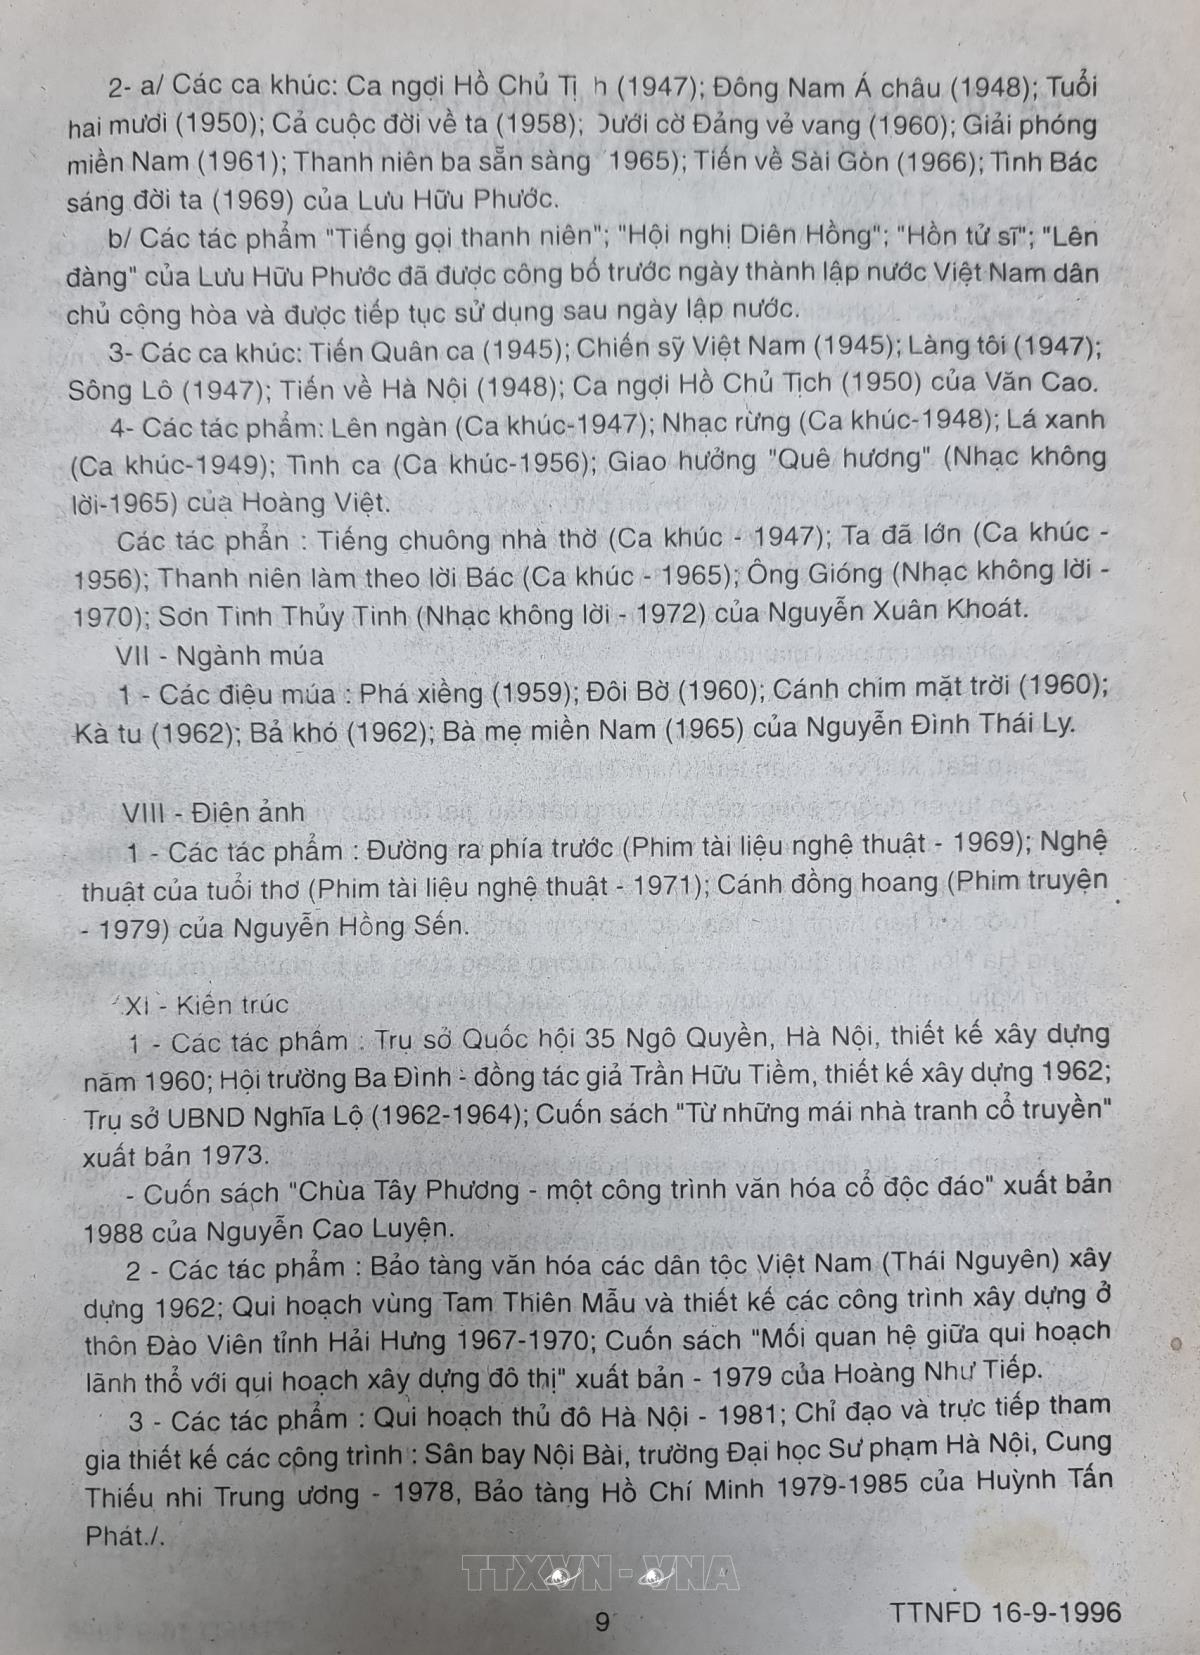 2- a/ Các ca khúc: Ca ngợi Hồ Chủ Tị h (1947); Đông Nam Á châu (1948); Tuổi
hai mươi (1950); Cả cuộc đời về ta (1958); Dưới cờ Đảng vẻ vang (1960); Giải phóng
miền Nam (1961); Thanh niên ba sẵn sàng 1965); Tiến về Sài Gòn (1966); Tình Bác
sáng đời ta (1969) của Lưu Hữu Phước.
b/ Các tác phẩm "Tiếng gọi thanh niên"; "Hội nghị Diên Hồng"; "Hồn tử sĩ"; "Lên
đàng" của Lưu Hữu Phước đã được công bố trước ngày thành lập nước Việt Nam dân
chủ cộng hòa và được tiếp tục sử dụng sau ngày lập nước.
3- Các ca khúc: Tiến Quân ca (1945); Chiến sỹ Việt Nam (1945); Làng tôi (1947);
Sông Lô (1947); Tiến về Hà Nội (1948); Ca ngợi Hồ Chủ Tịch (1950) của Văn Cao.
4- Các tác phẩm: Lên ngàn (Ca khúc-1947); Nhạc rừng (Ca khúc-1948); Lá xanh
(Ca khúc-1949); Tình ca (Ca khúc-1956); Giao hưởng "Quê hương" (Nhạc không
lời-1965) của Hoàng Việt.
Các tác phẩn : Tiếng chuông nhà thờ (Ca khúc - 1947); Ta đã lớn (Ca khúc -
1956); Thanh niên làm theo lời Bác (Ca khúc - 1965); Ông Gióng (Nhạc không lời -
1970); Sơn Tinh Thủy Tinh (Nhạc không lời - 1972) của Nguyễn Xuân Khoát.
VII - Ngành múa
1 - Các điệu múa : Phá xiềng (1959); Đôi Bờ (1960); Cánh chim mặt trời (1960);
Kà tu (1962); Bả khó (1962); Bà mẹ miền Nam (1965) của Nguyễn Đình Thái Ly.
VIII - Điện ảnh
1 - Các tác phẩm : Đường ra phía trước (Phim tài liệu nghệ thuật - 1969); Nghệ
thuật của tuổi thơ (Phim tài liệu nghệ thuật - 1971); Cánh đồng hoang (Phim truyện
- 1979) của Nguyễn Hồng Sến.
XI - Kiến trúc
1 - Các tác phẩm : Trụ sở Quốc hội 35 Ngô Quyền, Hà Nội, thiết kế xây dựng
năm 1960; Hội trường Ba Đình - đồng tác giả Trần Hữu Tiềm, thiết kế xây dựng 1962;
Trụ sở UBND Nghĩa Lộ (1962-1964); Cuốn sách "Từ những mái nhà tranh cổ truyền"
xuất bản 1973.
- Cuốn sách "Chùa Tây Phương - một công trình văn hóa cổ độc đáo" xuất bản
1988 của Nguyễn Cao Luyện.
2 - Các tác phẩm : Bảo tàng văn hóa các dân tộc Việt Nam (Thái Nguyên) xây
dựng 1962; Qui hoạch vùng Tam Thiên Mẫu và thiết kế các công trình xây dựng ở
thôn Đào Viên tỉnh Hải Hưng 1967-1970; Cuốn sách "Mối quan hệ giữa qui hoạch
lãnh thổ với qui hoạch xây dựng đô thị" xuất bản - 1979 của Hoàng Như Tiếp.
3 - Các tác phẩm : Qui hoạch thủ đô Hà Nội - 1981; Chỉ đạo và trực tiếp tham
gia thiết kế các công trình : Sân bay Nội Bài, trường Đại học Sư phạm Hà Nội, Cung
Thiếu nhi Trung ương - 1978, Bảo tàng Hồ Chí Minh 1979-1985 của Huỳnh Tấn
Phát./.
TTXVN-VNA
9
TTNFD 16-9-1996